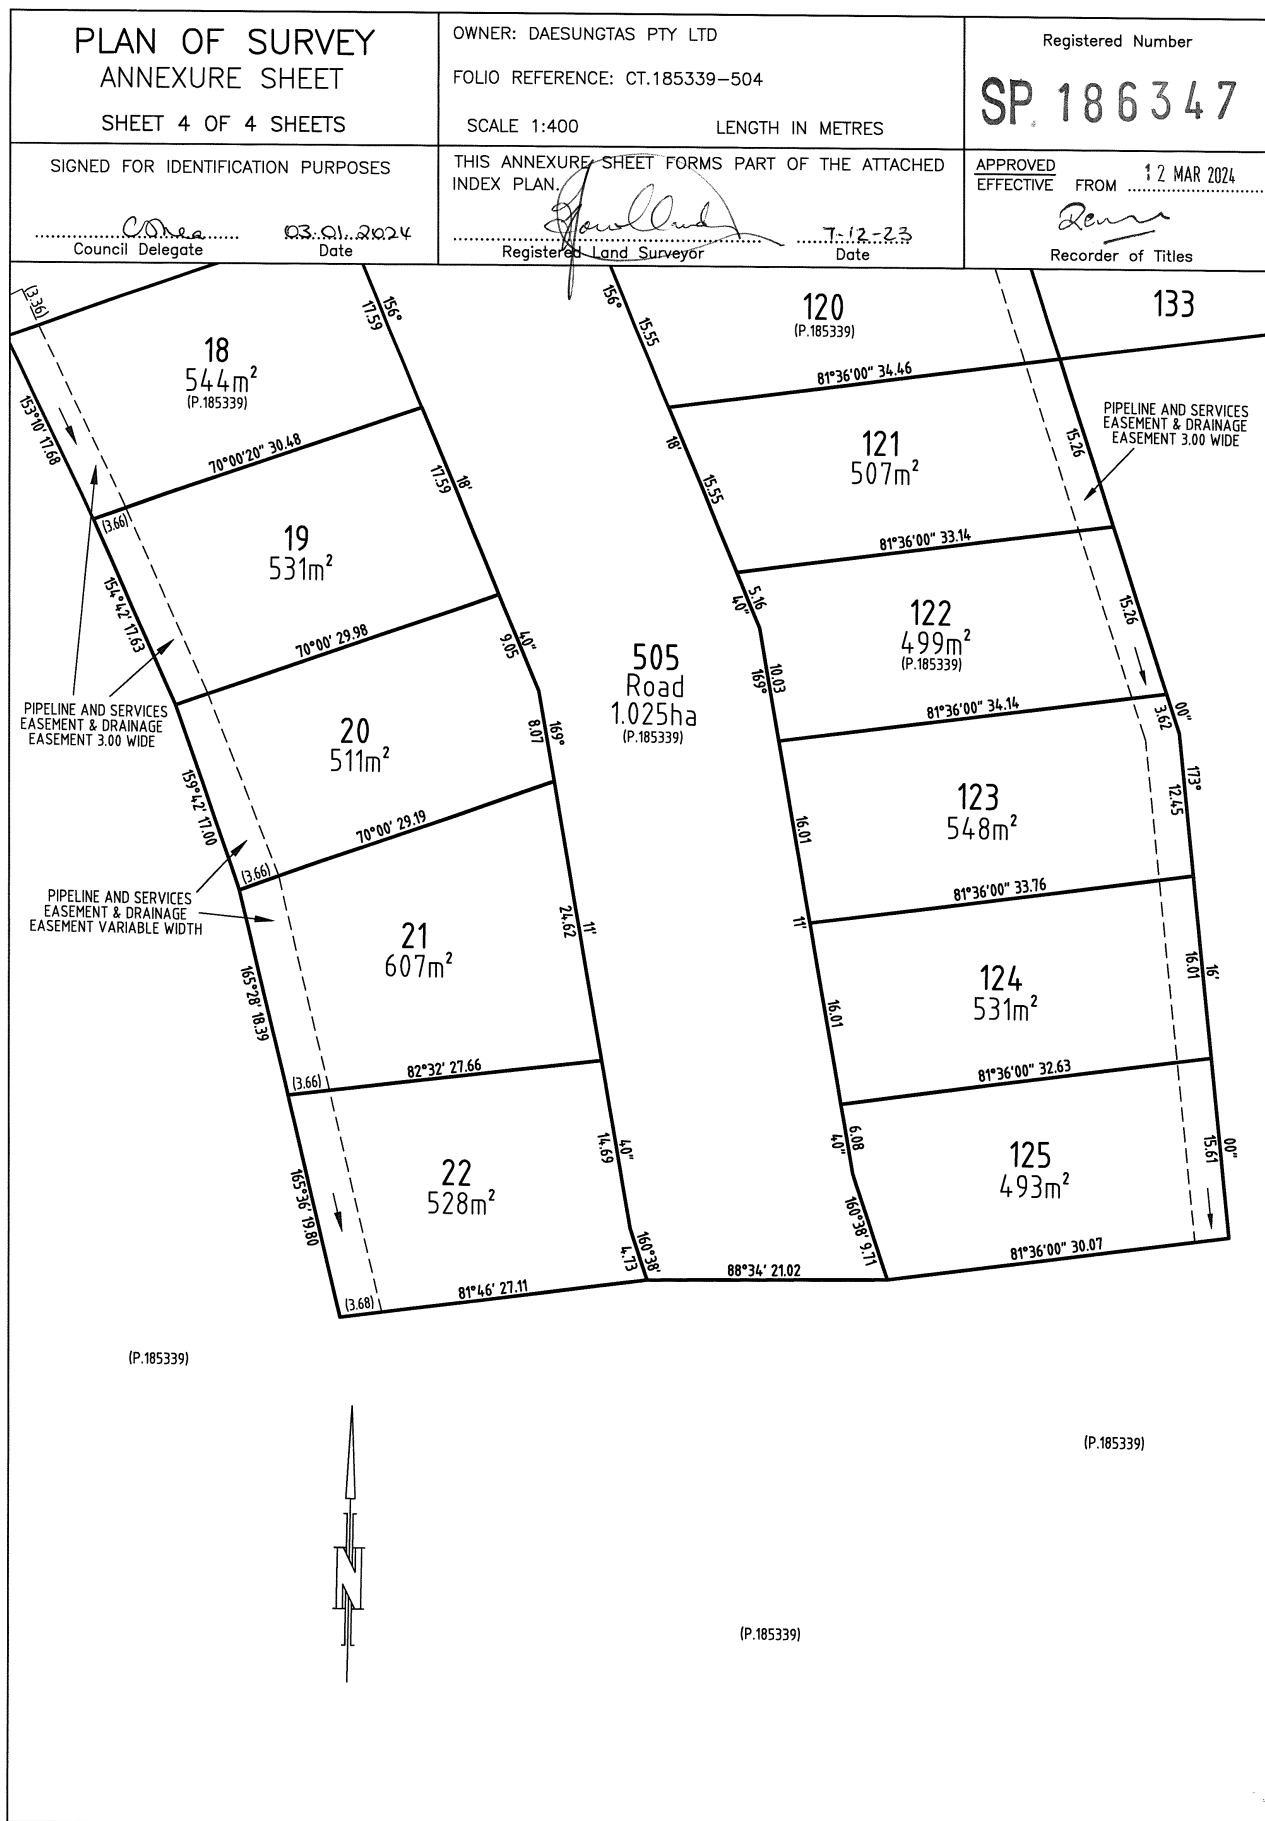 PLAN OF SURVEY
ANNEXURE SHEET
SHEET 4 OF 4 SHEETS
OWNER: DAESUNGTAS PTY LTD
FOLIO REFERENCE: CT.185339-504
SCALE 1:400 LENGTH IN METRES
Registered Number
SP 186347
SIGNED FOR IDENTIFICATION PURPOSES
03.01.2024
Council Delegate Date
THIS ANNEXURE SHEET FORMS PART OF THE ATTACHED
INDEX PLAN.
7-12-23
Registered Land Surveyor Date
APPROVED
EFFECTIVE FROM 12 MAR 2024
Recorder of Titles
(3.36)
18
544m²
(P.185339)
153°10' 17.68
156°
17.59
70°00'20" 30.48
(3.66)
19
531m²
17.59
18'
154°42' 17.63
70°00' 29.98
40"
9.05
PIPELINE AND SERVICES
EASEMENT & DRAINAGE
EASEMENT 3.00 WIDE
20
511m²
169°
8.07
159°42' 17.00
70°00' 29.19
(3.66)
PIPELINE AND SERVICES
EASEMENT & DRAINAGE
EASEMENT VARIABLE WIDTH
21
607m²
24.62
11'
165°28' 18.39
(3.66)
82°32' 27.66
22
528m²
14.69
40"
165°36' 19.80
160°38'
4.73
(3.68)
81°46' 27.11
88°34' 21.02
505
Road
1.025ha
(P.185339)
156°
15.55
120
(P.185339)
133
81°36'00" 34.46
18'
15.55
121
507m²
15.26
PIPELINE AND SERVICES
EASEMENT & DRAINAGE
EASEMENT 3.00 WIDE
81°36'00" 33.14
5.16
40"
122
499m²
(P.185339)
15.26
10.03
169°
81°36'00" 34.14
00"
3.62
123
548m²
173°
12.45
16.01
81°36'00" 33.76
11'
124
531m²
16'
16.01
16.01
81°36'00" 32.63
6.08
40"
125
493m²
00"
15.61
160°38' 9.71
81°36'00" 30.07
(P.185339)
(P.185339)
N
(P.185339)